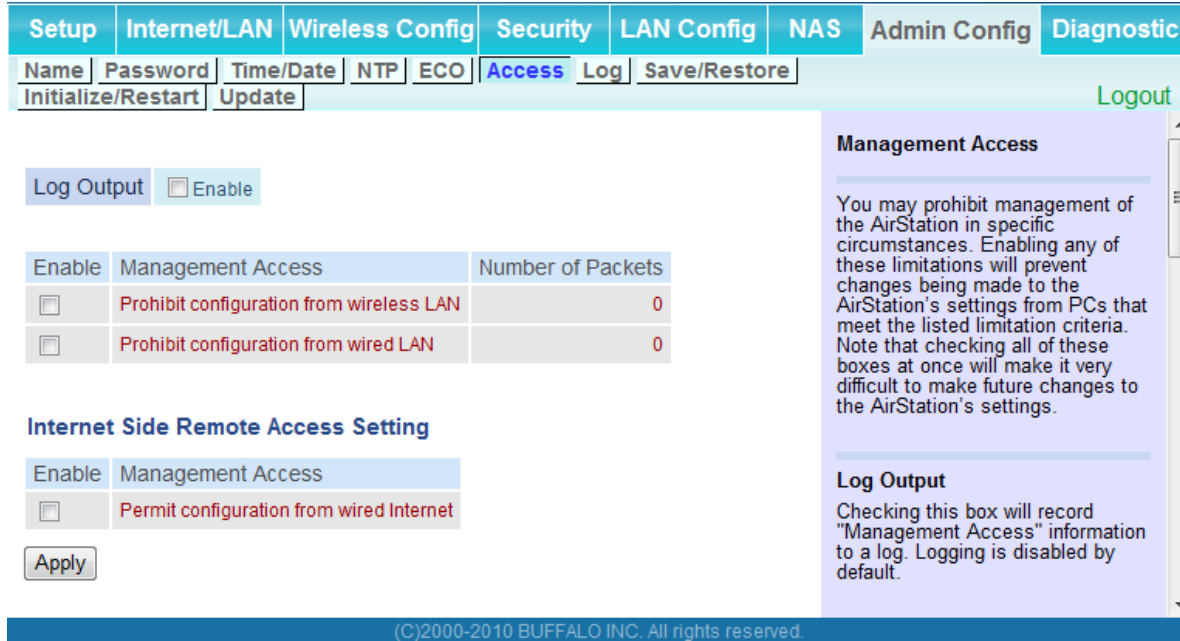 Setup Internet/LAN Wireless Config Security LAN Config NAS Admin Config Diagnostic
Name Password Time/Date NTP ECO Access Log Save/Restore
Initialize/Restart Update
Logout
Log Output Enable
Enable Management Access Number of Packets
Prohibit configuration from wireless LAN 0
Prohibit configuration from wired LAN 0
Internet Side Remote Access Setting
Enable Management Access
Permit configuration from wired Internet
Apply
Management Access
You may prohibit management of
the AirStation in specific
circumstances. Enabling any of
these limitations will prevent
changes being made to the
AirStation's settings from PCs that
meet the listed limitation criteria.
Note that checking all of these
boxes at once will make it very
difficult to make future changes to
the AirStation's settings.
Log Output
Checking this box will record
"Management Access" information
to a log. Logging is disabled by
default.
(C)2000-2010 BUFFALO INC. All rights reserved.